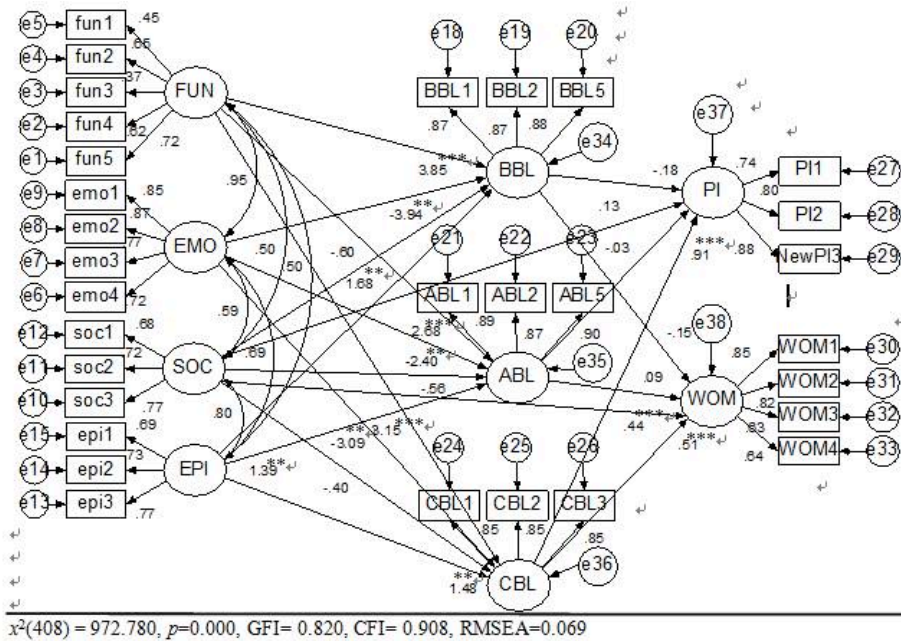 e5 fun1 .45
e4 fun2 .65
e3 fun3 .37
e2 fun4 .62
e1 fun5 .72
FUN
e9 emo1 .85
e8 emo2 .87
e7 emo3 .77
e6 emo4 .72
EMO
e12 soc1 .68
e11 soc2 .72
e10 soc3 .77
SOC
e15 epi1 .69
e14 epi2 .73
e13 epi3 .77
EPI
.95
.50
.50
.59
.69
.80
e18 e19 e20
BBL1 BBL2 BBL5
.87 .87 .88
BBL e34
***
3.85
**
-3.94
-.60
**
1.68
e21 e22 e23
ABL1 ABL2 ABL5
.89 .87 .90
ABL e35
***
2.68
**
-2.40
-.56
**
-3.09
***
**
1.39
-.40
e24 e25 e26
CBL1 CBL2 CBL3
.85 .85 .85
CBL e36
**
1.48
e37
PI
-.18
.13
-.03
***
.91
.74 PI1 e27
.80 PI2 e28
.88 NewPI3 e29
e38
WOM
-.15
.09
***
.44
***
.51
.85 WOM1 e30
.82 WOM2 e31
.83 WOM3 e32
.64 WOM4 e33
x²(408) = 972.780, p=0.000, GFI= 0.820, CFI= 0.908, RMSEA=0.069